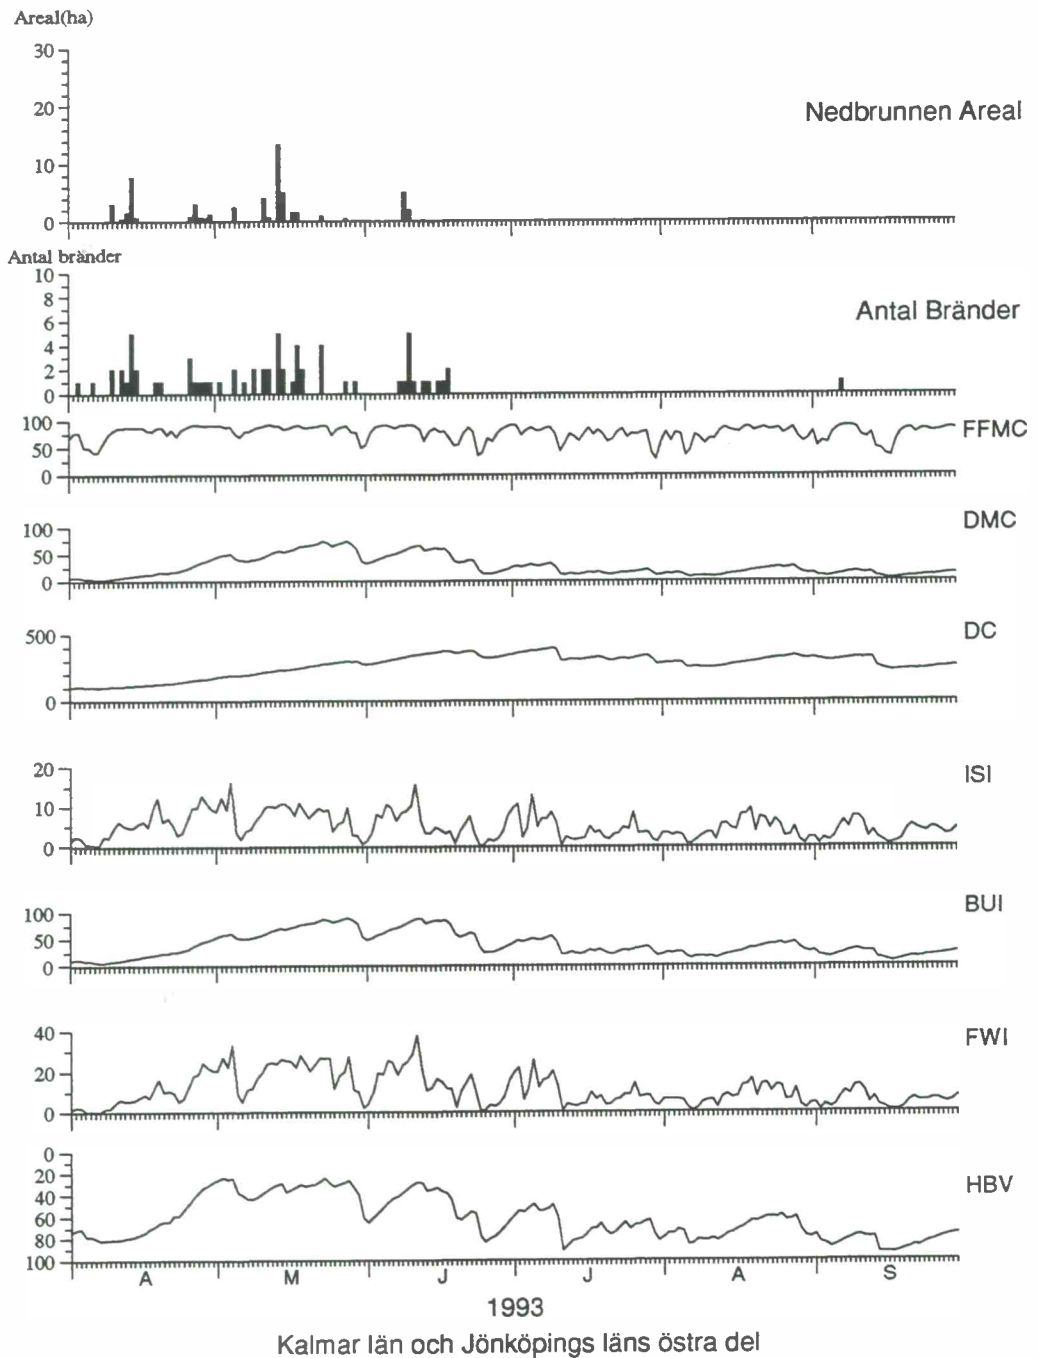 Areal(ha)
30
20
10
0
Nedbrunnen Areal
Antal bränder
10
8
6
4
2
0
Antal Bränder
100
50
0
FFMC
100
50
0
DMC
500
0
DC
20
10
0
ISI
100
50
0
BUI
40
20
0
FWI
0
20
40
60
80
100
HBV
A M J J A S
1993
Kalmar län och Jönköpings läns östra del